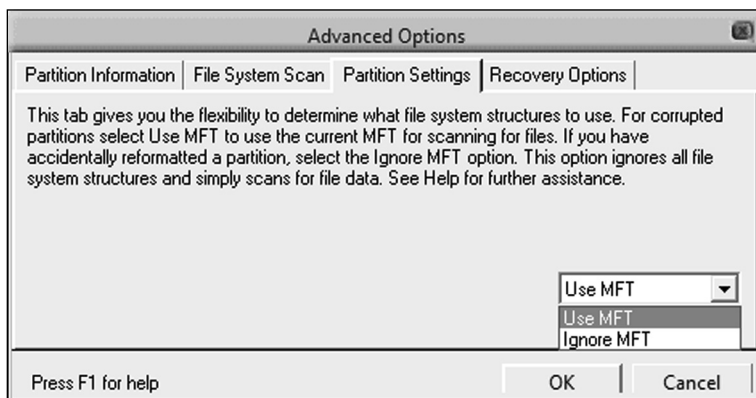 Advanced Options
Partition Information File System Scan Partition Settings Recovery Options
This tab gives you the flexibility to determine what file system structures to use. For corrupted
partitions select Use MFT to use the current MFT for scanning for files. If you have
accidentally reformatted a partition, select the Ignore MFT option. This option ignores all file
system structures and simply scans for file data. See Help for further assistance.
Use MFT
Use MFT
Ignore MFT
Press F1 for help OK Cancel